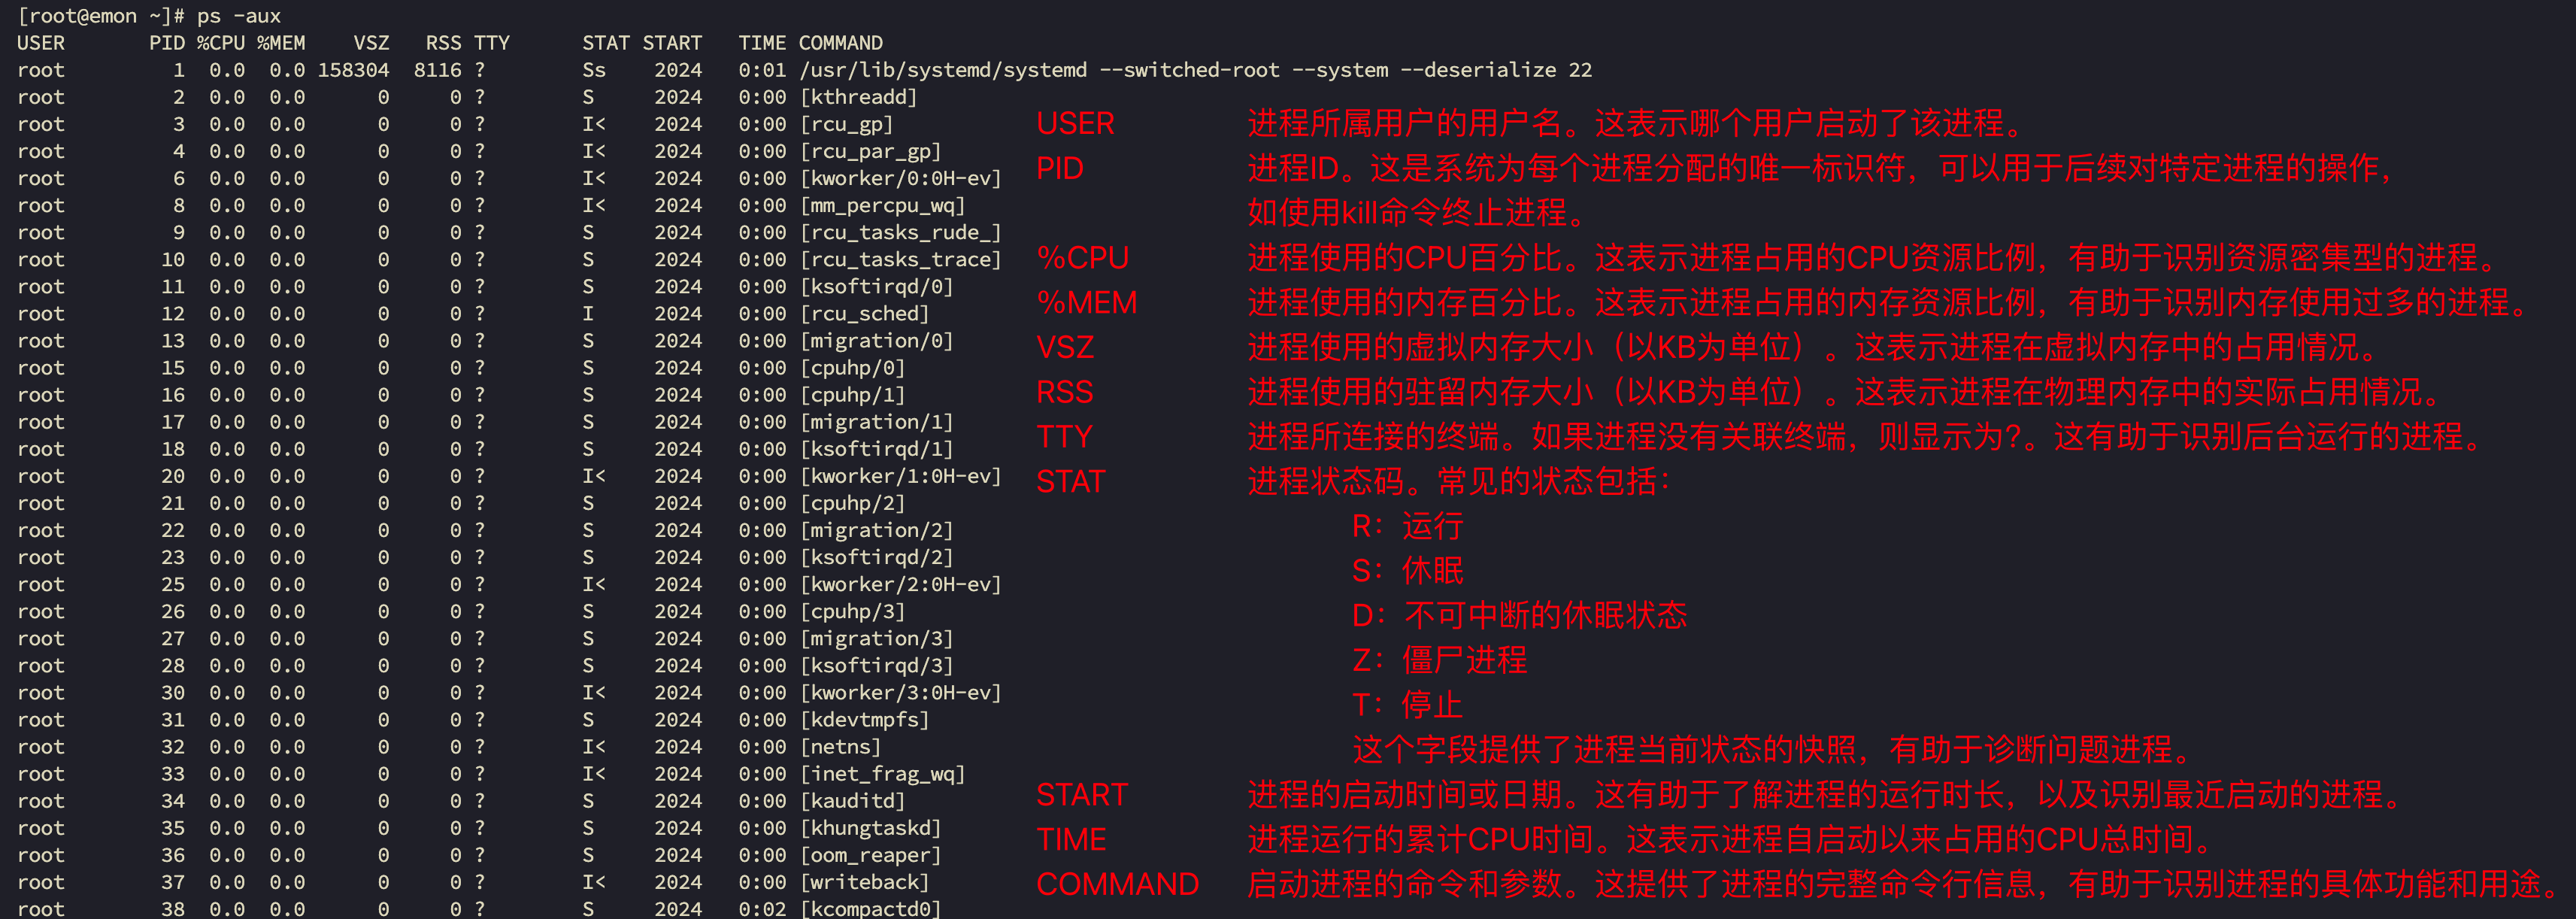 [root@emon ~]# ps -aux
USER PID %CPU %MEM VSZ RSS TTY STAT START TIME COMMAND
root 1 0.0 0.0 158304 8116 ? Ss 2024 0:01 /usr/lib/systemd/systemd --switched-root --system --deserialize 22
root 2 0.0 0.0 0 0 ? S 2024 0:00 [kthreadd]
root 3 0.0 0.0 0 0 ? I< 2024 0:00 [rcu_gp]
root 4 0.0 0.0 0 0 ? I< 2024 0:00 [rcu_par_gp]
root 6 0.0 0.0 0 0 ? I< 2024 0:00 [kworker/0:0H-ev]
root 8 0.0 0.0 0 0 ? I< 2024 0:00 [mm_percpu_wq]
root 9 0.0 0.0 0 0 ? S 2024 0:00 [rcu_tasks_rude_]
root 10 0.0 0.0 0 0 ? S 2024 0:00 [rcu_tasks_trace]
root 11 0.0 0.0 0 0 ? S 2024 0:00 [ksoftirqd/0]
root 12 0.0 0.0 0 0 ? I 2024 0:00 [rcu_sched]
root 13 0.0 0.0 0 0 ? S 2024 0:00 [migration/0]
root 15 0.0 0.0 0 0 ? S 2024 0:00 [cpuhp/0]
root 16 0.0 0.0 0 0 ? S 2024 0:00 [cpuhp/1]
root 17 0.0 0.0 0 0 ? S 2024 0:00 [migration/1]
root 18 0.0 0.0 0 0 ? S 2024 0:00 [ksoftirqd/1]
root 20 0.0 0.0 0 0 ? I< 2024 0:00 [kworker/1:0H-ev]
root 21 0.0 0.0 0 0 ? S 2024 0:00 [cpuhp/2]
root 22 0.0 0.0 0 0 ? S 2024 0:00 [migration/2]
root 23 0.0 0.0 0 0 ? S 2024 0:00 [ksoftirqd/2]
root 25 0.0 0.0 0 0 ? I< 2024 0:00 [kworker/2:0H-ev]
root 26 0.0 0.0 0 0 ? S 2024 0:00 [cpuhp/3]
root 27 0.0 0.0 0 0 ? S 2024 0:00 [migration/3]
root 28 0.0 0.0 0 0 ? S 2024 0:00 [ksoftirqd/3]
root 30 0.0 0.0 0 0 ? I< 2024 0:00 [kworker/3:0H-ev]
root 31 0.0 0.0 0 0 ? S 2024 0:00 [kdevtmpfs]
root 32 0.0 0.0 0 0 ? I< 2024 0:00 [netns]
root 33 0.0 0.0 0 0 ? I< 2024 0:00 [inet_frag_wq]
root 34 0.0 0.0 0 0 ? S 2024 0:00 [kauditd]
root 35 0.0 0.0 0 0 ? S 2024 0:00 [khungtaskd]
root 36 0.0 0.0 0 0 ? S 2024 0:00 [oom_reaper]
root 37 0.0 0.0 0 0 ? I< 2024 0:00 [writeback]
root 38 0.0 0.0 0 0 ? S 2024 0:02 [kcompactd0]
USER 进程所属用户的用户名。这表示哪个用户启动了该进程。
PID 进程ID。这是系统为每个进程分配的唯一标识符，可以用于后续对特定进程的操作，
如使用kill命令终止进程。
%CPU 进程使用的CPU百分比。这表示进程占用的CPU资源比例，有助于识别资源密集型的进程。
%MEM 进程使用的内存百分比。这表示进程占用的内存资源比例，有助于识别内存使用过多的进程。
VSZ 进程使用的虚拟内存大小（以KB为单位）。这表示进程在虚拟内存中的占用情况。
RSS 进程使用的驻留内存大小（以KB为单位）。这表示进程在物理内存中的实际占用情况。
TTY 进程所连接的终端。如果进程没有关联终端，则显示为?。这有助于识别后台运行的进程。
STAT 进程状态码。常见的状态包括：
R：运行
S：休眠
D：不可中断的休眠状态
Z：僵尸进程
T：停止
这个字段提供了进程当前状态的快照，有助于诊断问题进程。
START 进程的启动时间或日期。这有助于了解进程的运行时长，以及识别最近启动的进程。
TIME 进程运行的累计CPU时间。这表示进程自启动以来占用的CPU总时间。
COMMAND 启动进程的命令和参数。这提供了进程的完整命令行信息，有助于识别进程的具体功能和用途。